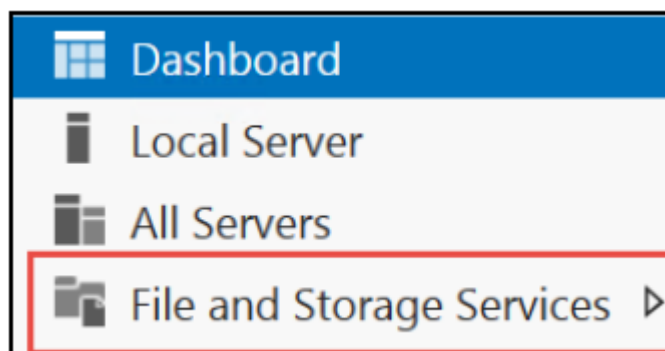 Dashboard
Local Server
All Servers
File and Storage Services